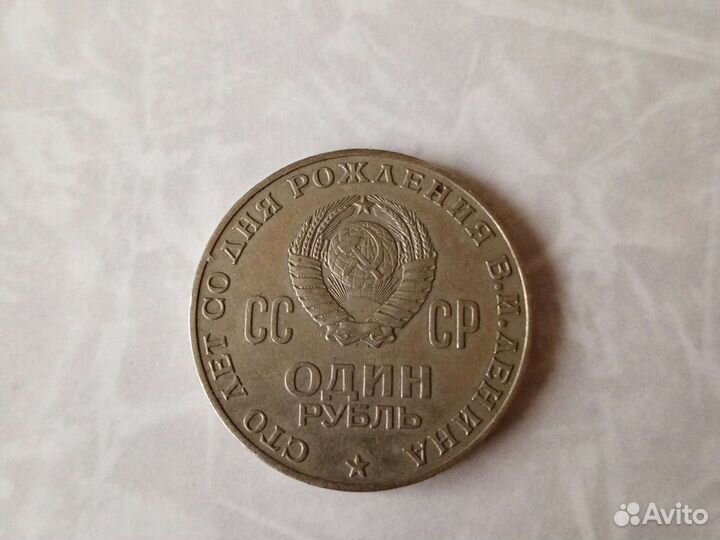 СТО ЛЕТ СО ДНЯ РОЖДЕНИЯ В.И.ЛЕНИНА
СС СР
ОДИН
РУБЛЬ
Avito